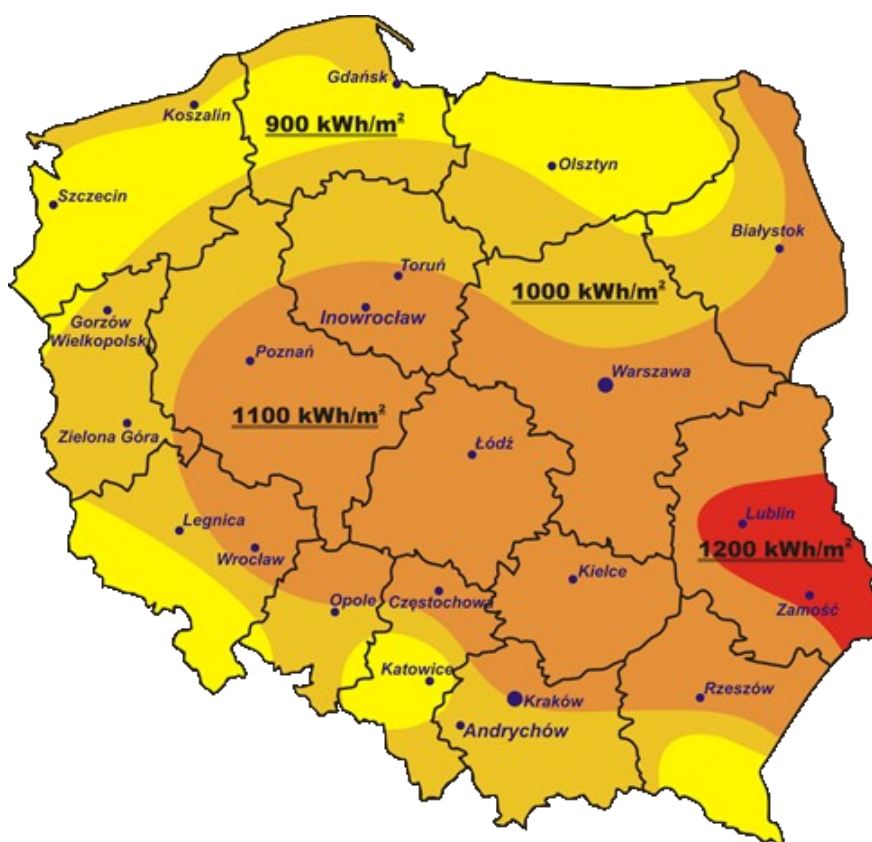 Gdańsk
Koszalin
900 kWh/m²
Olsztyn
Szczecin
Białystok
Toruń
1000 kWh/m²
Inowrocław
Gorzów
Wielkopolski
Poznań
Warszawa
1100 kWh/m²
Zielona Góra
Łódź
Lublin
Legnica
1200 kWh/m²
Wrocław
Kielce
Opole
Częstochowa
Zamość
Katowice
Rzeszów
Kraków
Andrychów